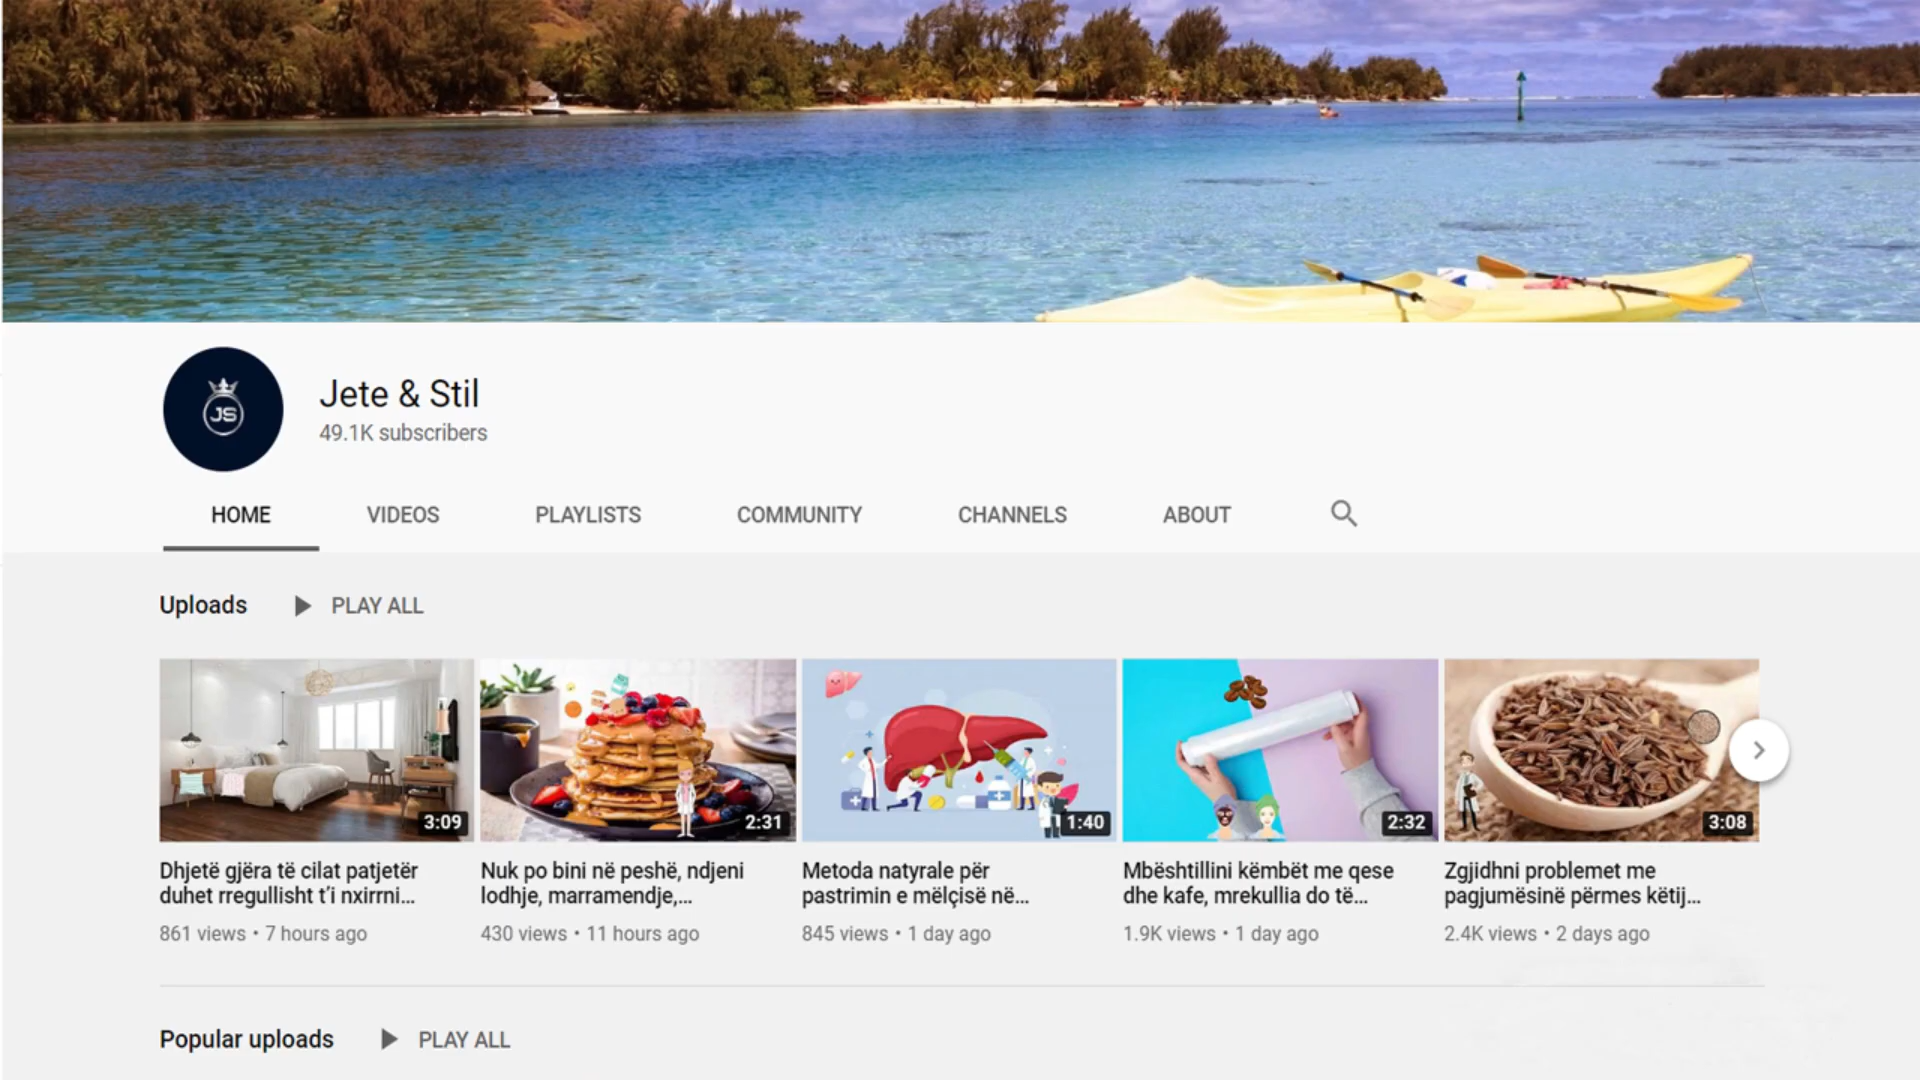 JS
Jete & Stil
49.1K subscribers
HOME VIDEOS PLAYLISTS COMMUNITY CHANNELS ABOUT
Uploads PLAY ALL
3:09 2:31 1:40 2:32 3:08
Dhjetë gjëra të cilat patjetër
duhet rregullisht t’i nxirrni...
861 views • 7 hours ago
Nuk po bini në peshë, ndjeni
lodhje, marramendje,...
430 views • 11 hours ago
Metoda natyrale për
pastrimin e mëlçisë në...
845 views • 1 day ago
Mbështillini këmbët me qese
dhe kafe, mrekullia do të...
1.9K views • 1 day ago
Zgjidhni problemet me
pagjumësinë përmes këtij...
2.4K views • 2 days ago
Popular uploads PLAY ALL